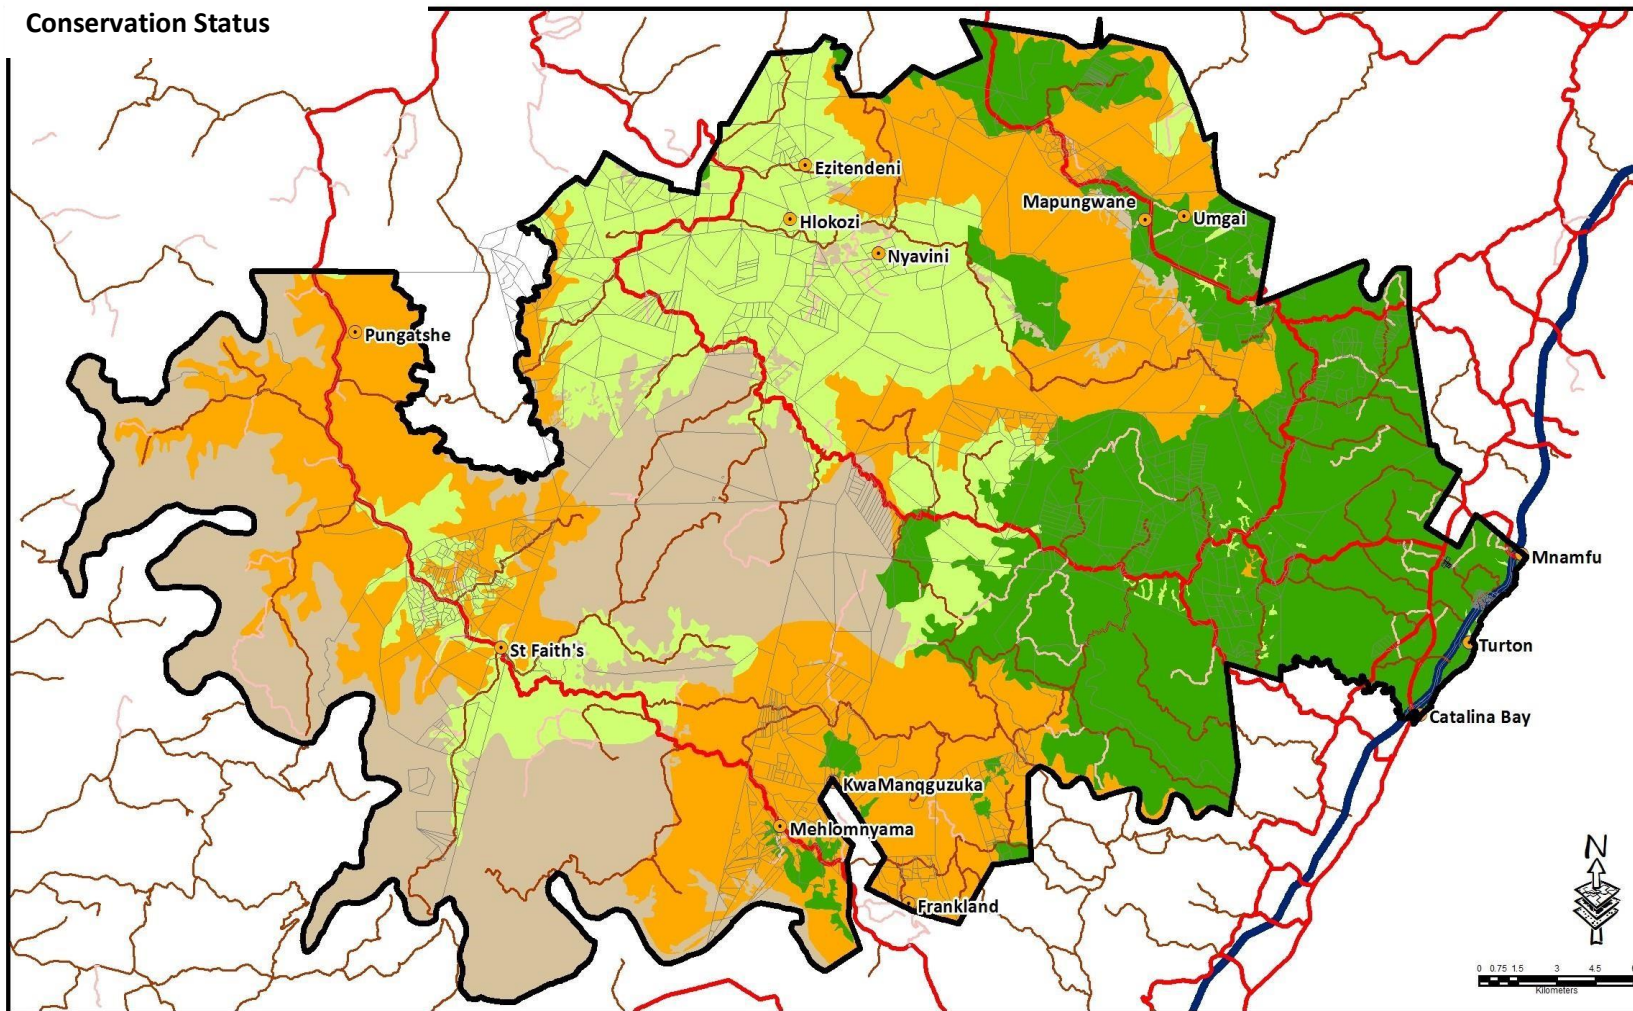 Conservation Status
Ezitendeni
Hlokozi
Mapungwane
Umgai
Nyavini
Pungatshe
Mnamfu
St Faith's
Turton
Catalina Bay
KwaManqguzuka
Mehlomnyama
Frankland
N
0 0.75 1.5 3 4.5
Kilometers